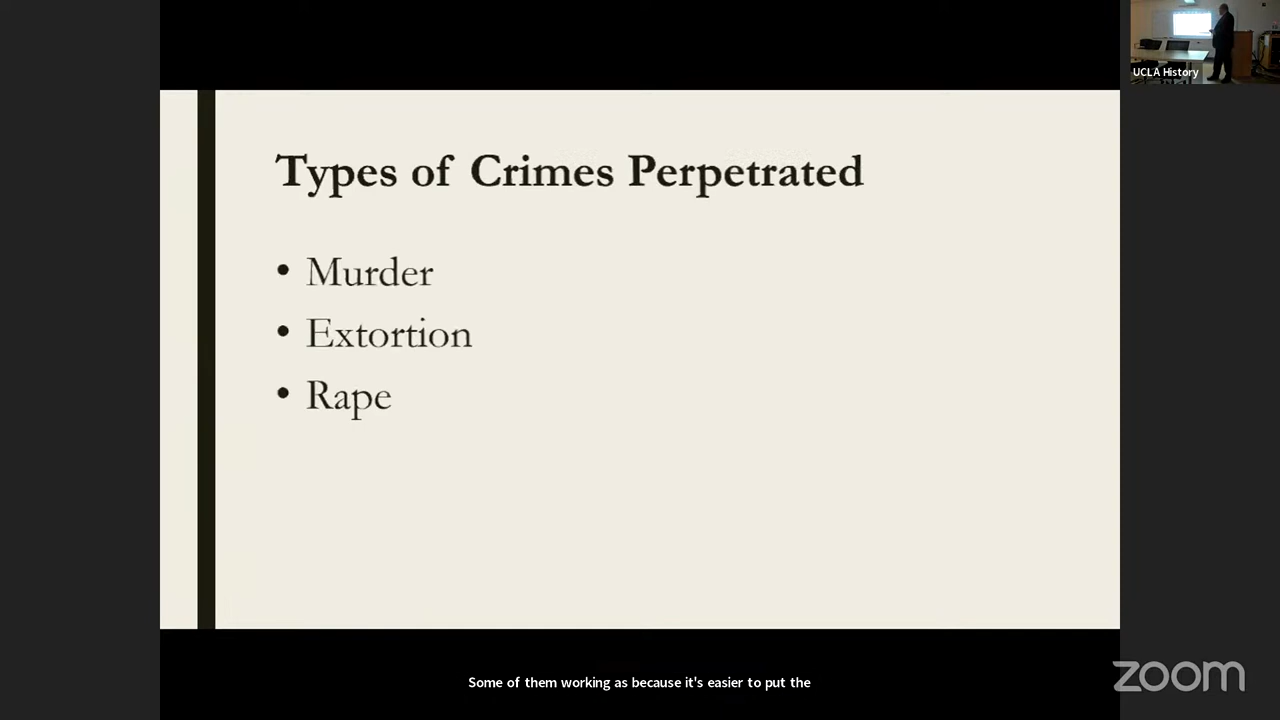 UCLA History
Types of Crimes Perpetrated
• Murder
• Extortion
• Rape
Some of them working as because it's easier to put the
zoom